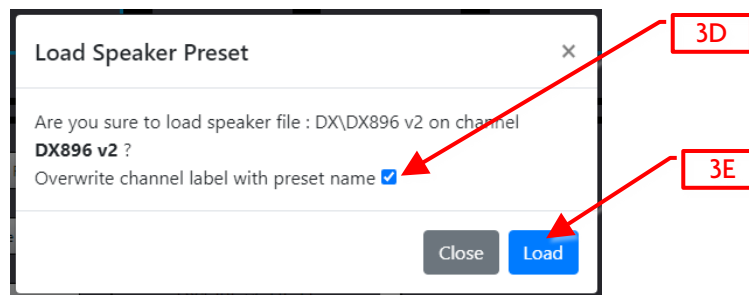 3D
Load Speaker Preset ×
Are you sure to load speaker file : DX\DX896 v2 on channel
DX896 v2 ?
Overwrite channel label with preset name
3E
Close Load